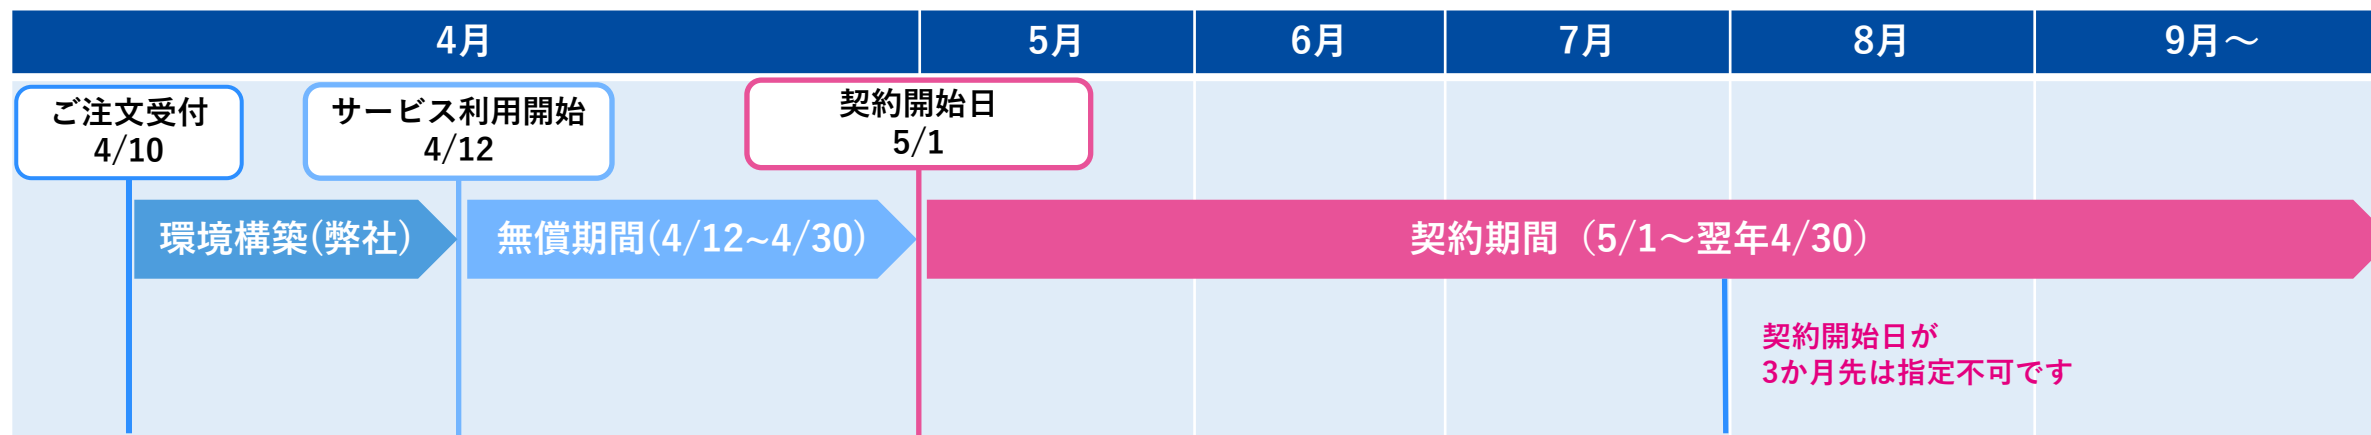 4月 5月 6月 7月 8月 9月～
ご注文受付
4/10
サービス利用開始
4/12
契約開始日
5/1
環境構築(弊社)
無償期間(4/12~4/30)
契約期間（5/1～翌年4/30）
契約開始日が
3か月先は指定不可です